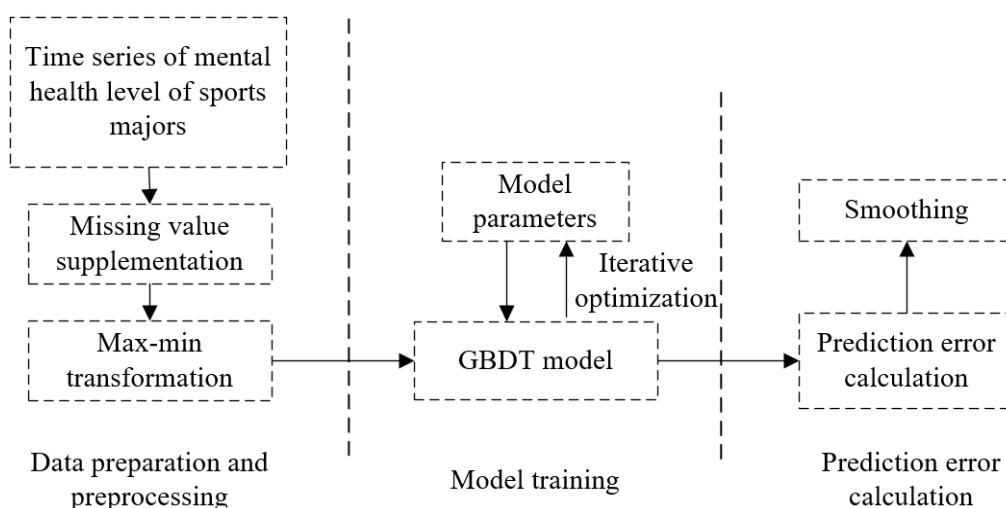 Time series of mental
health level of sports
majors
Missing value
supplementation
Max-min
transformation
Data preparation and
preprocessing
Model
parameters
Iterative
optimization
GBDT model
Model training
Smoothing
Prediction error
calculation
Prediction error
calculation